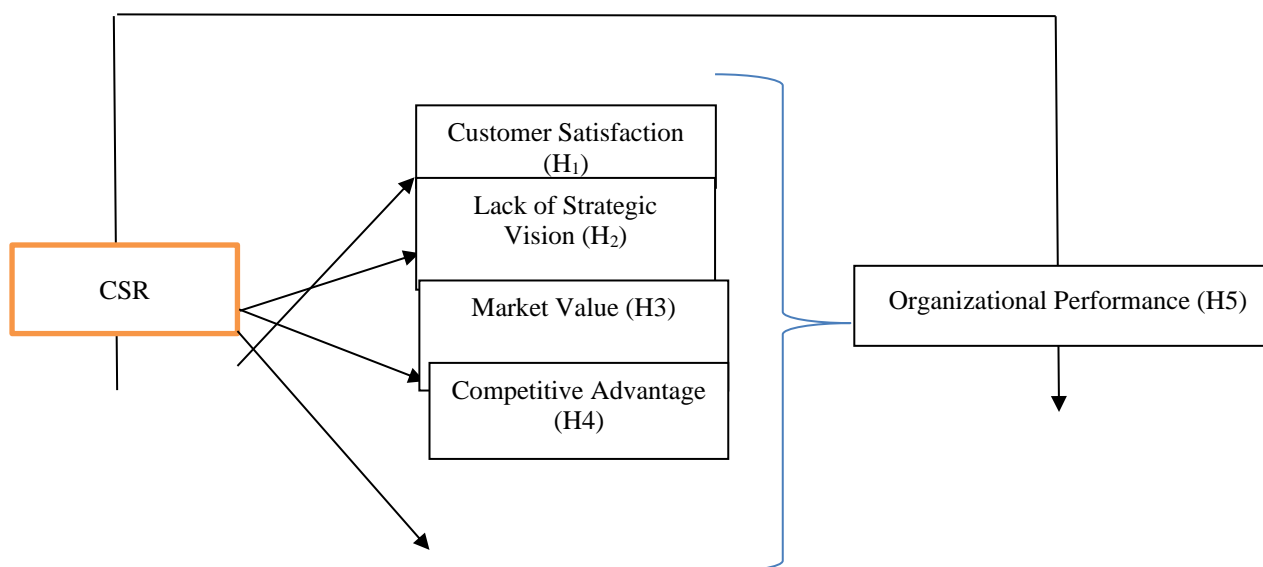 Customer Satisfaction
(H₁)
Lack of Strategic
Vision (H₂)
CSR
Market Value (H3)
Organizational Performance (H5)
Competitive Advantage
(H4)